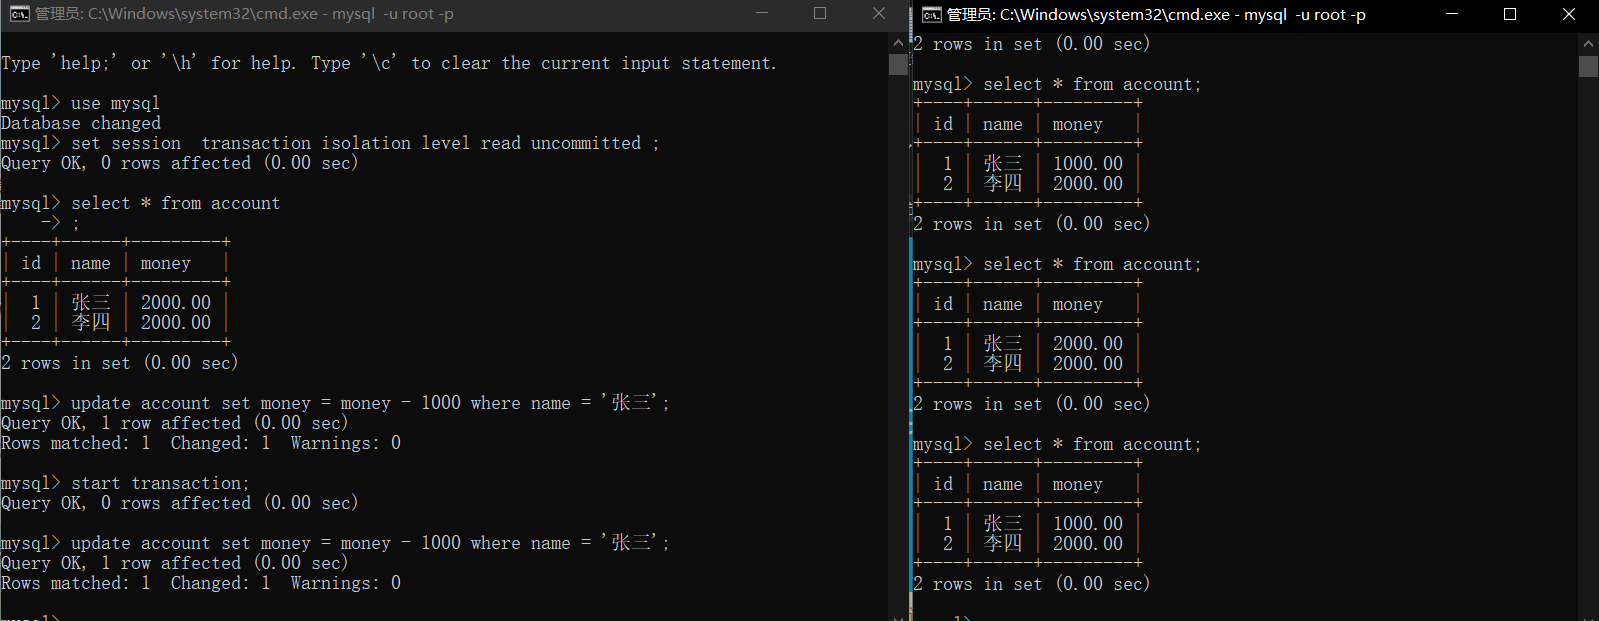 管理员: C:\Windows\system32\cmd.exe - mysql  -u root -p
Type 'help;' or '\h' for help. Type '\c' to clear the current input statement.
mysql> use mysql
Database changed
mysql> set session  transaction isolation level read uncommitted ;
Query OK, 0 rows affected (0.00 sec)
mysql> select * from account
    -> ;
+----+------+---------+
| id | name | money   |
+----+------+---------+
|  1 | 张三 | 2000.00 |
|  2 | 李四 | 2000.00 |
+----+------+---------+
2 rows in set (0.00 sec)
mysql> update account set money = money - 1000 where name = '张三';
Query OK, 1 row affected (0.00 sec)
Rows matched: 1  Changed: 1  Warnings: 0
mysql> start transaction;
Query OK, 0 rows affected (0.00 sec)
mysql> update account set money = money - 1000 where name = '张三';
Query OK, 1 row affected (0.00 sec)
Rows matched: 1  Changed: 1  Warnings: 0
mysql>
管理员: C:\Windows\system32\cmd.exe - mysql  -u root -p
2 rows in set (0.00 sec)
mysql> select * from account;
+----+------+---------+
| id | name | money   |
+----+------+---------+
|  1 | 张三 | 1000.00 |
|  2 | 李四 | 2000.00 |
+----+------+---------+
2 rows in set (0.00 sec)
mysql> select * from account;
+----+------+---------+
| id | name | money   |
+----+------+---------+
|  1 | 张三 | 2000.00 |
|  2 | 李四 | 2000.00 |
+----+------+---------+
2 rows in set (0.00 sec)
mysql> select * from account;
+----+------+---------+
| id | name | money   |
+----+------+---------+
|  1 | 张三 | 1000.00 |
|  2 | 李四 | 2000.00 |
+----+------+---------+
2 rows in set (0.00 sec)